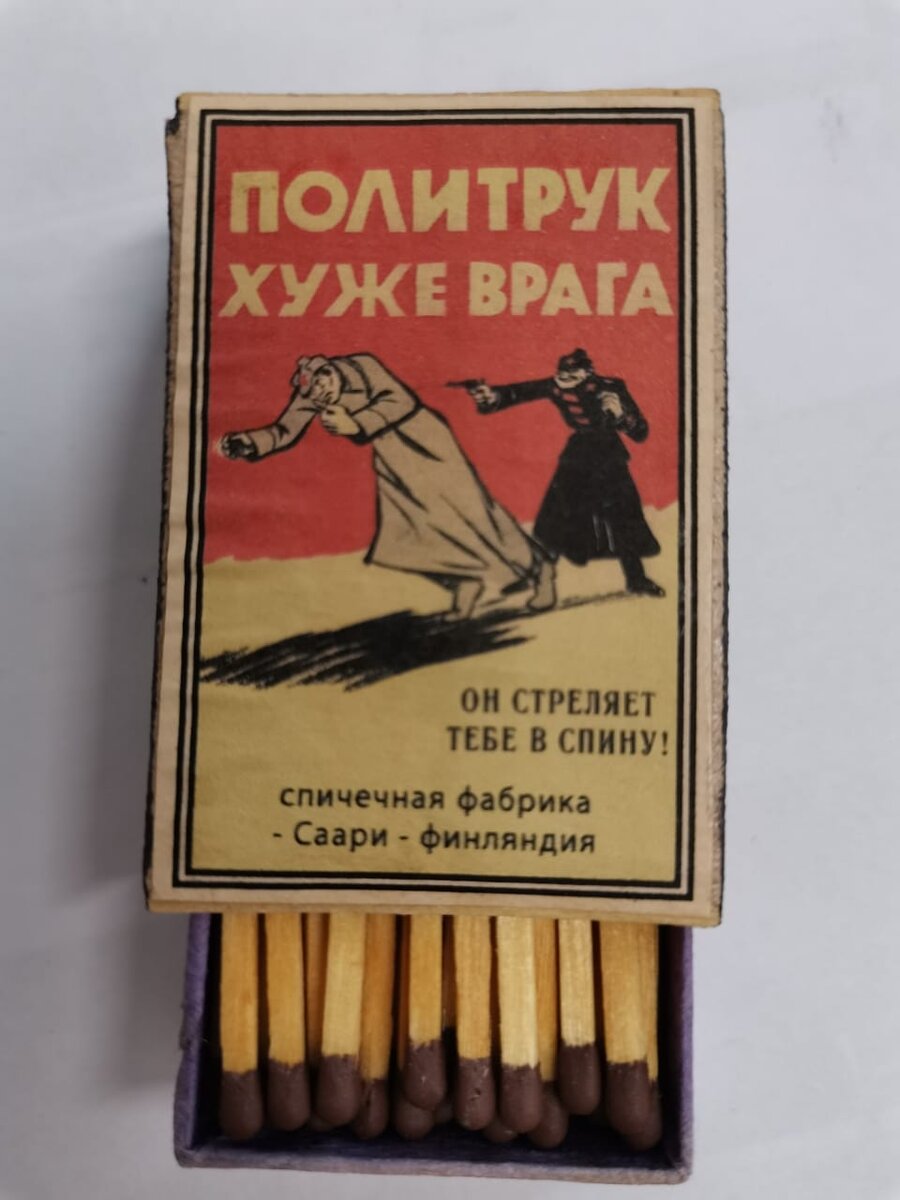 ПОЛИТРУК
ХУЖЕ ВРАГА
ОН СТРЕЛЯЕТ
ТЕБЕ В СПИНУ!
спичечная фабрика
- Саари - финляндия